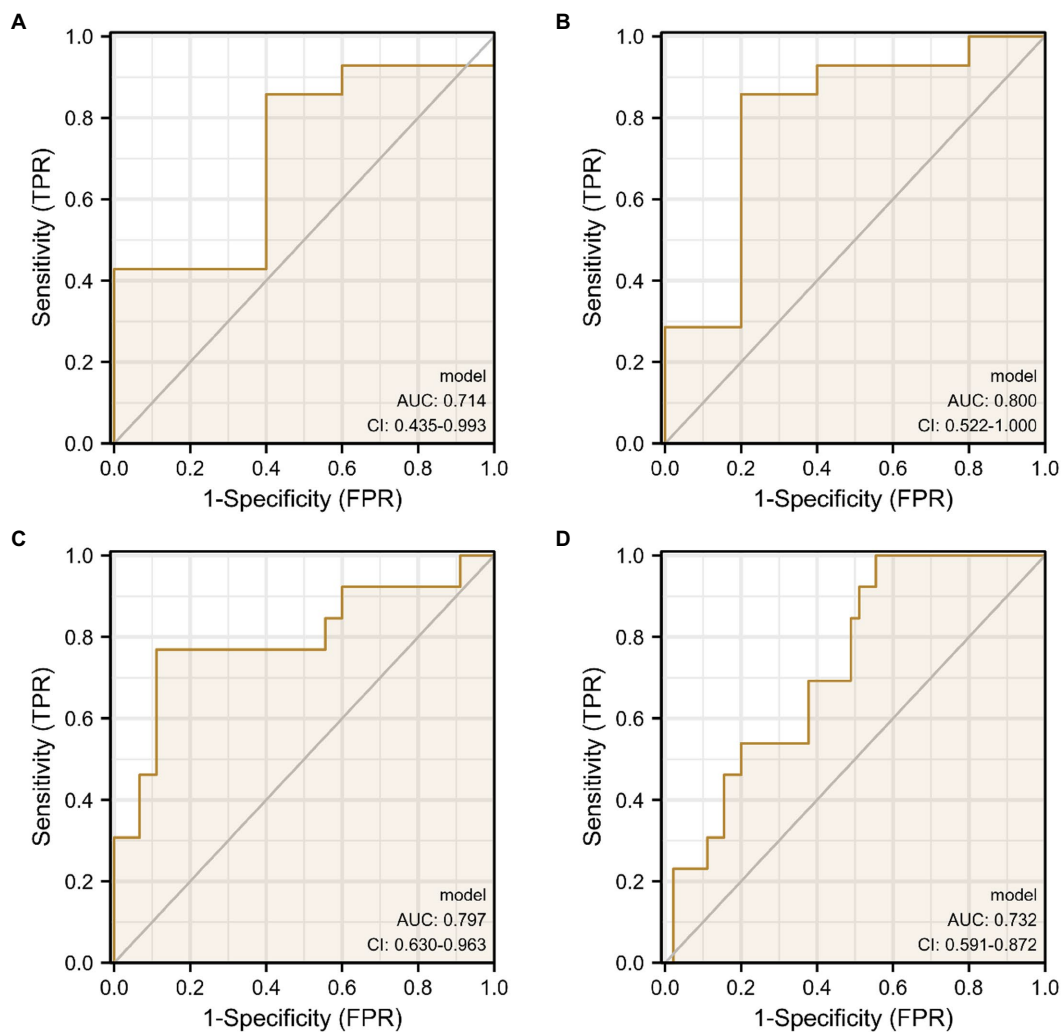 A
1.0
0.8
0.6
0.4
0.2
0.0
Sensitivity (TPR)
model
AUC: 0.714
CI: 0.435-0.993
0.0 0.2 0.4 0.6 0.8 1.0
1-Specificity (FPR)
B
1.0
0.8
0.6
0.4
0.2
0.0
Sensitivity (TPR)
model
AUC: 0.800
CI: 0.522-1.000
0.0 0.2 0.4 0.6 0.8 1.0
1-Specificity (FPR)
C
1.0
0.8
0.6
0.4
0.2
0.0
Sensitivity (TPR)
model
AUC: 0.797
CI: 0.630-0.963
0.0 0.2 0.4 0.6 0.8 1.0
1-Specificity (FPR)
D
1.0
0.8
0.6
0.4
0.2
0.0
Sensitivity (TPR)
model
AUC: 0.732
CI: 0.591-0.872
0.0 0.2 0.4 0.6 0.8 1.0
1-Specificity (FPR)